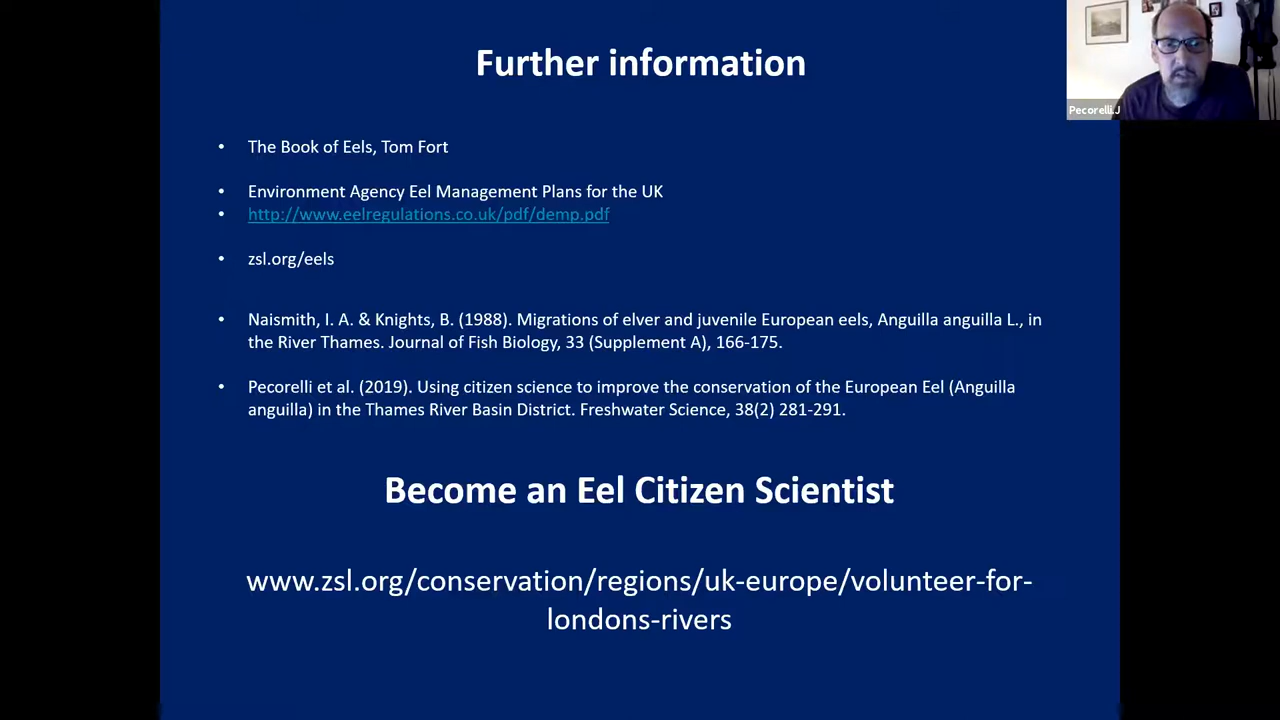 Further information
Pecorelli.J
• The Book of Eels, Tom Fort
• Environment Agency Eel Management Plans for the UK
• http://www.eelregulations.co.uk/pdf/demp.pdf
• zsl.org/eels
• Naismith, I. A. & Knights, B. (1988). Migrations of elver and juvenile European eels, Anguilla anguilla L., in
the River Thames. Journal of Fish Biology, 33 (Supplement A), 166-175.
• Pecorelli et al. (2019). Using citizen science to improve the conservation of the European Eel (Anguilla
anguilla) in the Thames River Basin District. Freshwater Science, 38(2) 281-291.
Become an Eel Citizen Scientist
www.zsl.org/conservation/regions/uk-europe/volunteer-for-
londons-rivers